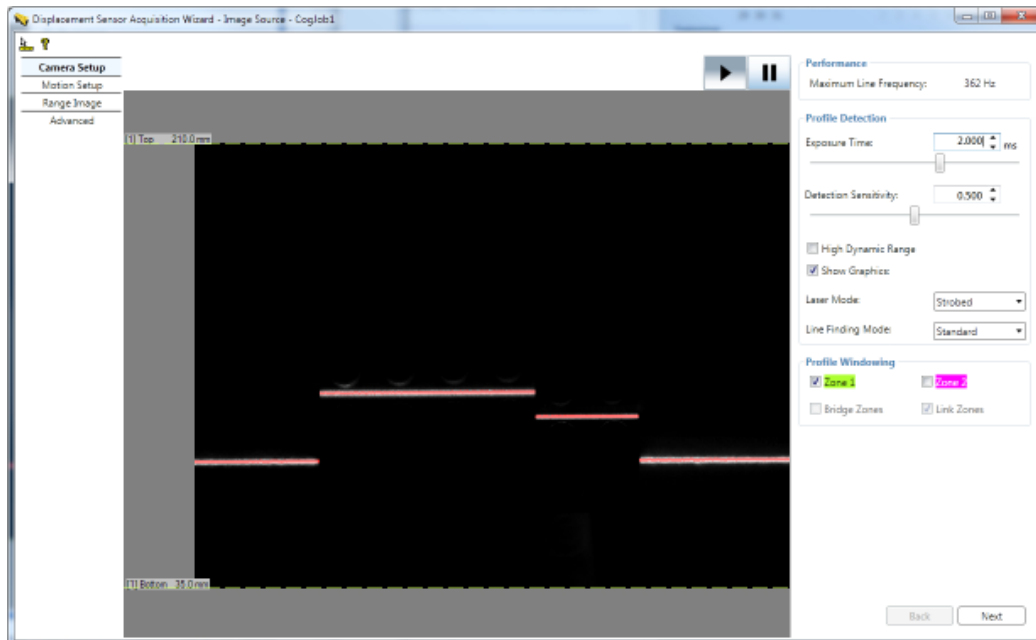 Displacement Sensor Acquisition Wizard - Image Source - CogJob1
Camera Setup
Motion Setup
Range Image
Advanced
[1] Top 210.0 mm
[1] Bottom 35.0 mm
Performance
Maximum Line Frequency: 362 Hz
Profile Detection
Exposure Time: 2.000 ms
Detection Sensitivity: 0.500
High Dynamic Range
Show Graphics
Laser Mode: Strobed
Line Finding Mode: Standard
Profile Windowing
Zone 1 Zone 2
Bridge Zones Link Zones
Back Next